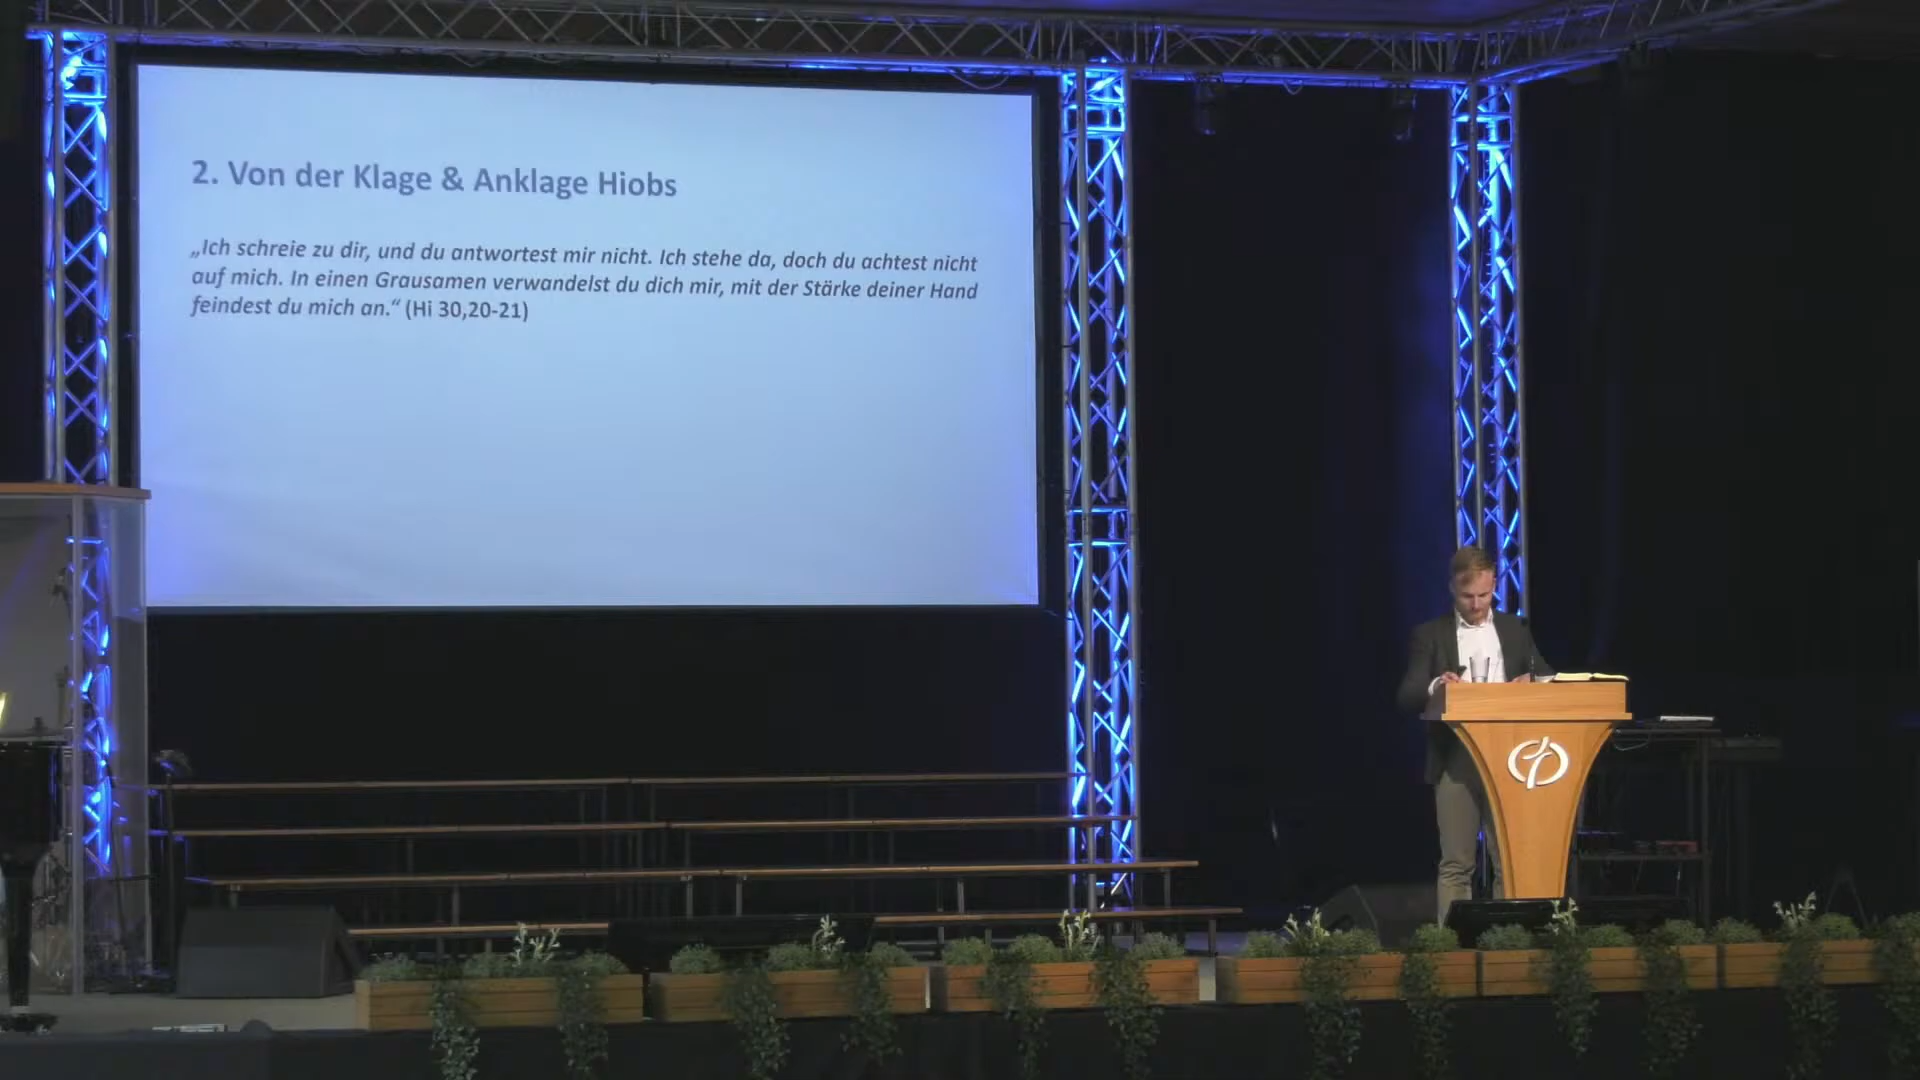 2. Von der Klage & Anklage Hiobs
„Ich schreie zu dir, und du antwortest mir nicht. Ich stehe da, doch du achtest nicht
auf mich. In einen Grausamen verwandelst du dich mir, mit der Stärke deiner Hand
feindest du mich an.“ (Hi 30,20-21)